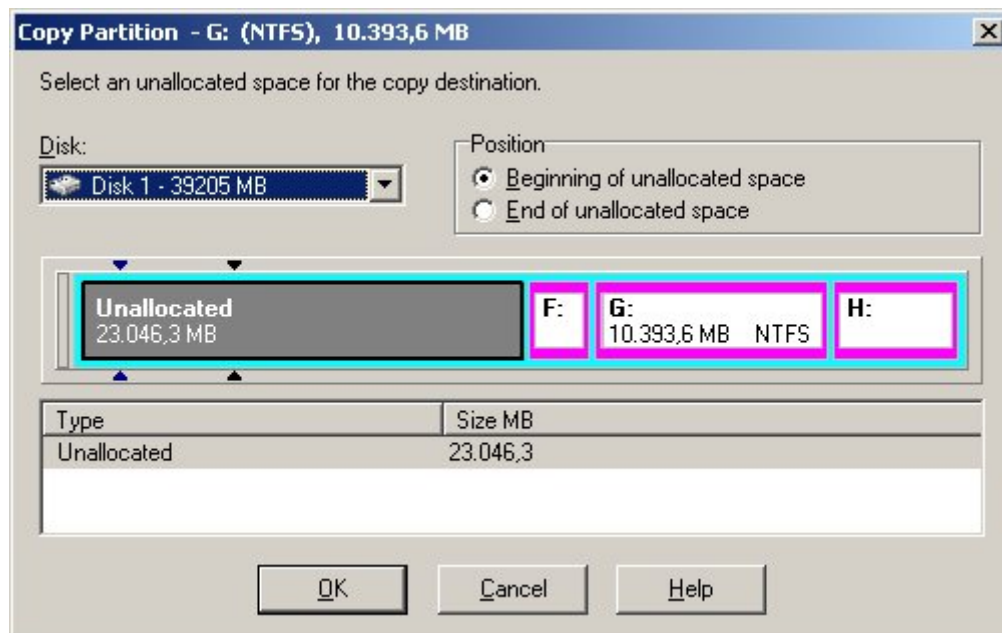 Copy Partition - G: (NTFS), 10.393,6 MB
Select an unallocated space for the copy destination.
Disk:
Disk 1 - 39205 MB
Position
Beginning of unallocated space
End of unallocated space
Unallocated
23.046,3 MB
F:
G:
10.393,6 MB NTFS
H:
Type Size MB
Unallocated 23.046,3
OK Cancel Help